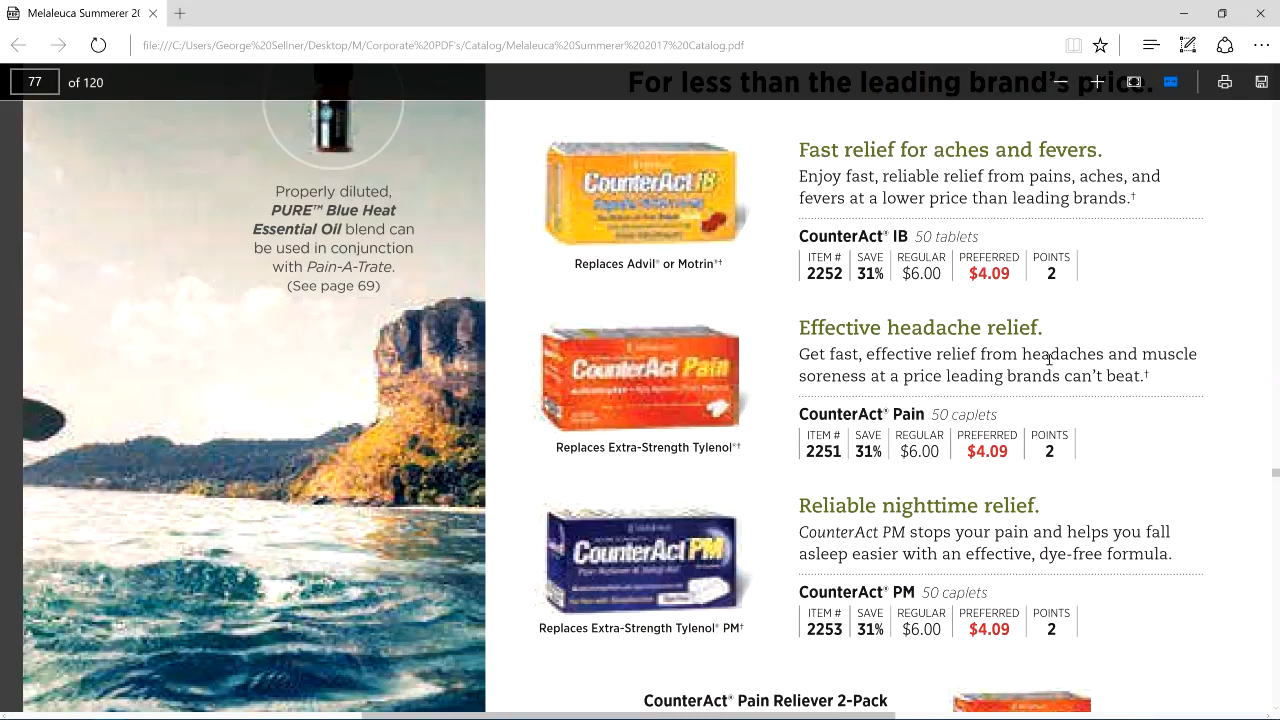 Melaleuca Summerer 20
file:///C:/Users/George%20Sellner/Desktop/M/Corporate%20PDF's/Catalog/Melaleuca%20Summerer%202017%20Catalog.pdf
77 of 120
For less than the leading brand's price.
Properly diluted,
PURE™ Blue Heat
Essential Oil blend can
be used in conjunction
with Pain-A-Trate.
(See page 69)
CounterAct IB
Replaces Advil® or Motrin®†
Fast relief for aches and fevers.
Enjoy fast, reliable relief from pains, aches, and
fevers at a lower price than leading brands.†
CounterAct® IB 50 tablets
ITEM # SAVE REGULAR PREFERRED POINTS
2252 31% $6.00 $4.09 2
CounterAct Pain
Replaces Extra-Strength Tylenol®†
Effective headache relief.
Get fast, effective relief from headaches and muscle
soreness at a price leading brands can't beat.†
CounterAct® Pain 50 caplets
ITEM # SAVE REGULAR PREFERRED POINTS
2251 31% $6.00 $4.09 2
CounterAct PM
Replaces Extra-Strength Tylenol® PM†
Reliable nighttime relief.
CounterAct PM stops your pain and helps you fall
asleep easier with an effective, dye-free formula.
CounterAct® PM 50 caplets
ITEM # SAVE REGULAR PREFERRED POINTS
2253 31% $6.00 $4.09 2
CounterAct® Pain Reliever 2-Pack